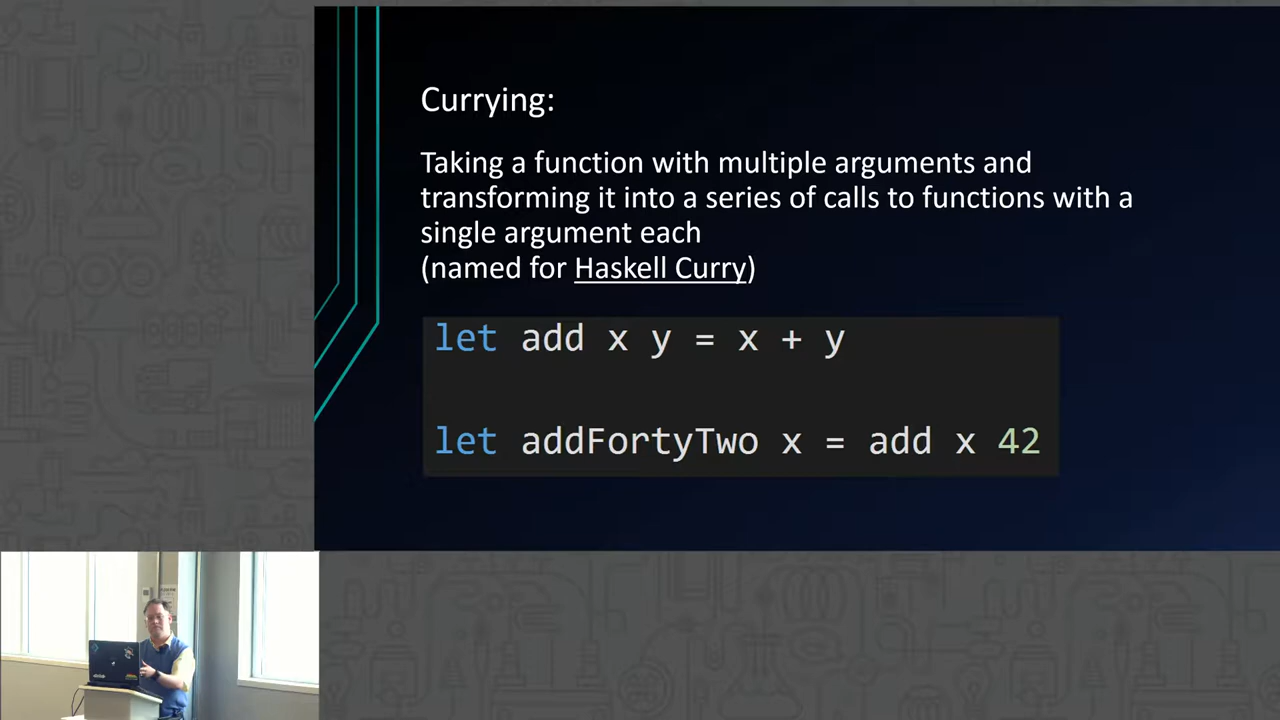 Currying:
Taking a function with multiple arguments and
transforming it into a series of calls to functions with a
single argument each
(named for Haskell Curry)
let add x y = x + y
let addFortyTwo x = add x 42